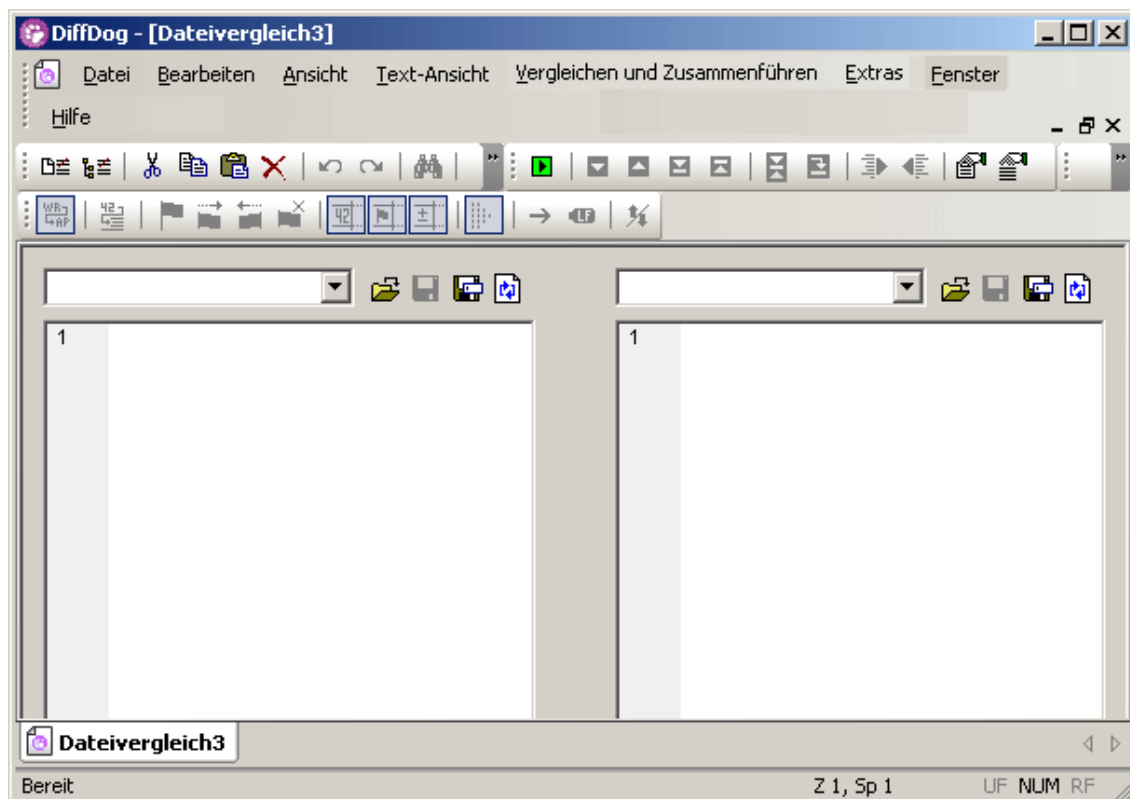 DiffDog - [Dateivergleich3]
Datei Bearbeiten Ansicht Text-Ansicht Vergleichen und Zusammenführen Extras Fenster
Hilfe
1 1
Dateivergleich3
Bereit Z 1, Sp 1 UF NUM RF